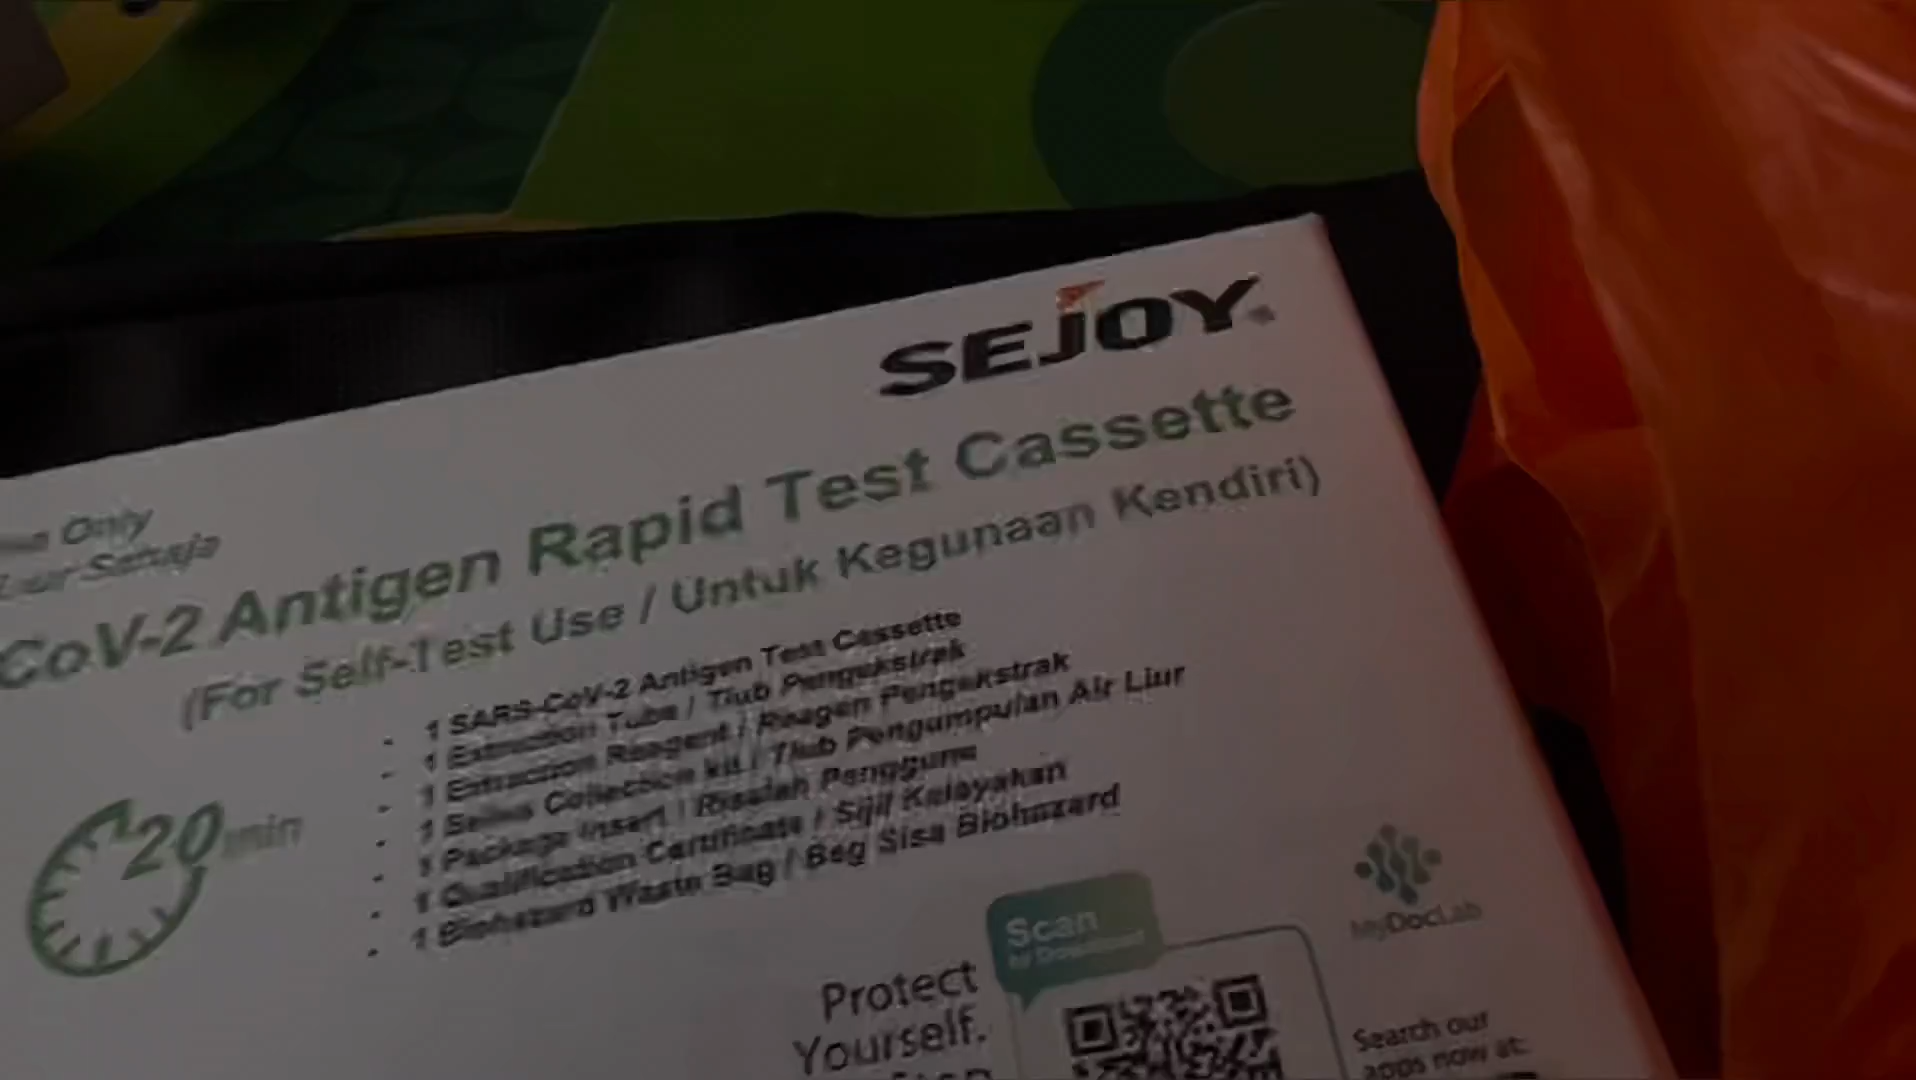 SEJOY
Only
CoV-2 Antigen Rapid Test Cassette
(For Self-Test Use / Untuk Kegunaan Kendiri)
- 1 SARS-CoV-2 Antigen Test Cassette
- 1 Extraction Tube / Tiub Pengekstrak
- 1 Extraction Reagent / Reagen Pengekstrak
- 1 Saliva Collection kit / Tiub Pengumpulan Air Liur
- 1 Package Insert / Risalah Pengguna
- 1 Qualification Certificate / Sijil Kelayakan
- 1 Biohazard Waste Bag / Beg Sisa Biohazard
20 min
Scan
to Download
MyDocLab
Protect
Yourself.
Search our
apps now at: